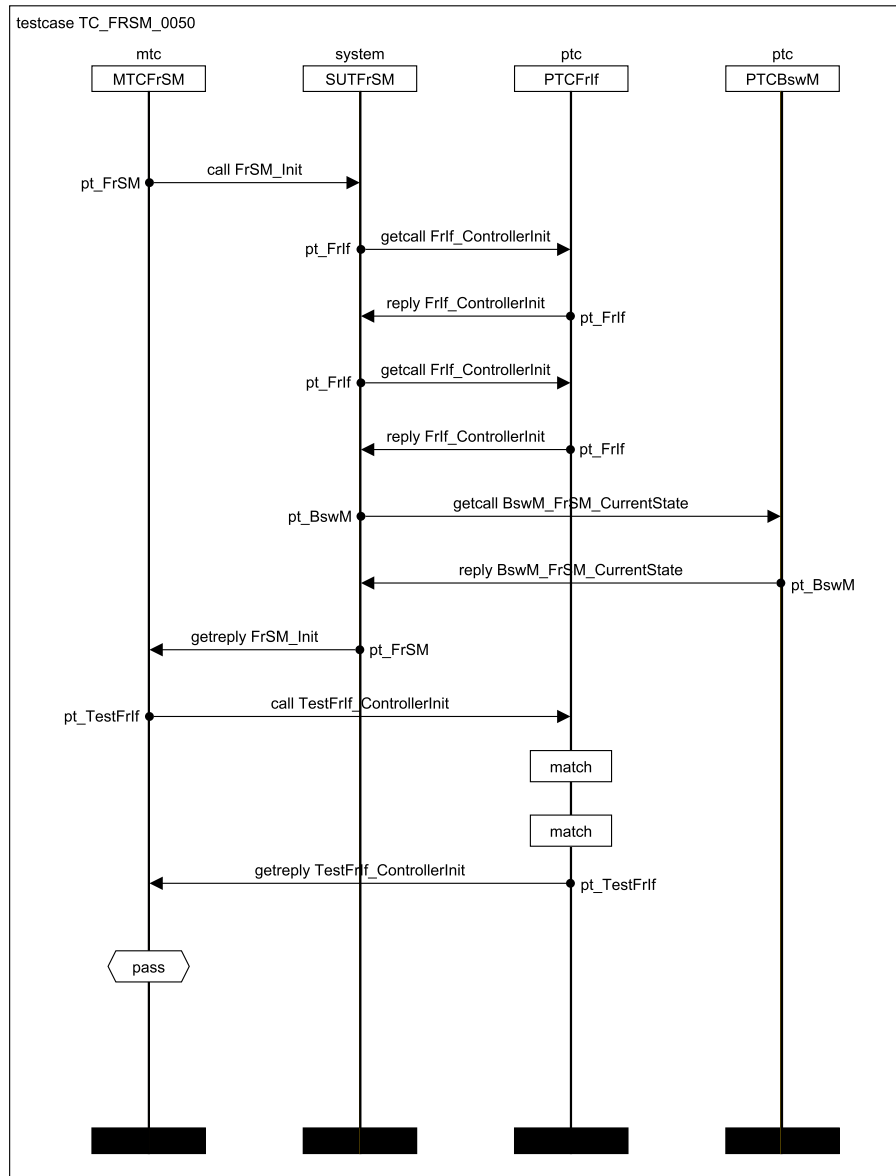 testcase TC_FRSM_0050
mtc system ptc ptc
MTCFrSM SUTFrSM PTCFrIf PTCBswM
call FrSM_Init
pt_FrSM
getcall FrIf_ControllerInit
pt_FrIf
reply FrIf_ControllerInit
pt_FrIf
getcall FrIf_ControllerInit
pt_FrIf
reply FrIf_ControllerInit
pt_FrIf
getcall BswM_FrSM_CurrentState
pt_BswM
reply BswM_FrSM_CurrentState
pt_BswM
getreply FrSM_Init
pt_FrSM
call TestFrIf_ControllerInit
pt_TestFrIf
match
match
getreply TestFrIf_ControllerInit
pt_TestFrIf
pass